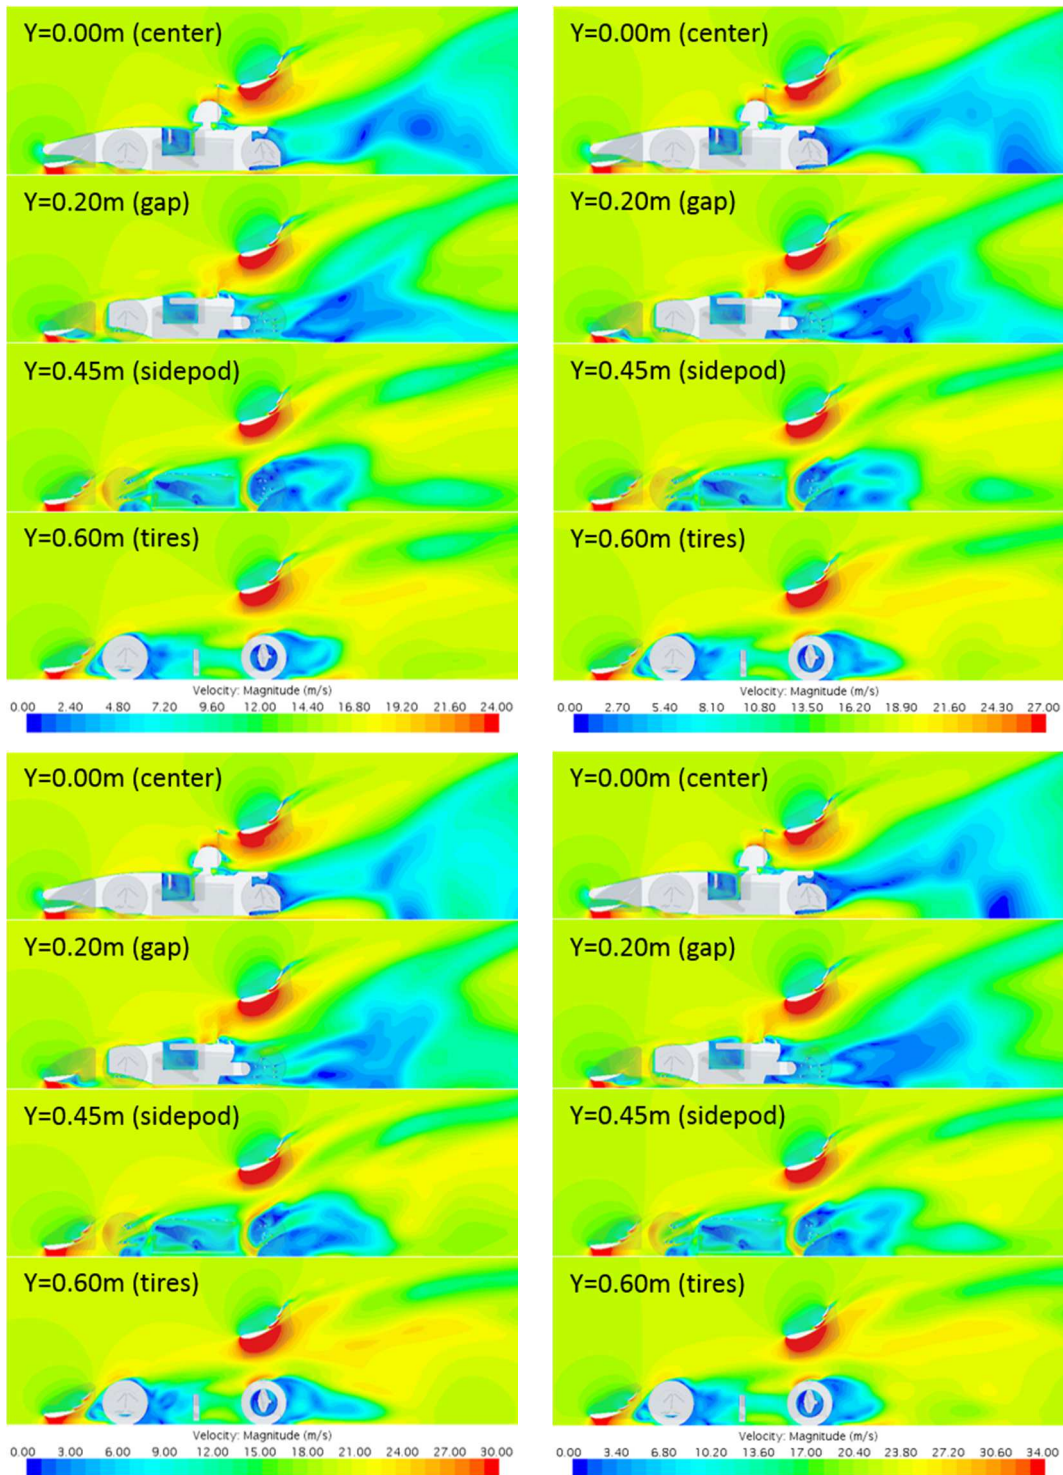 Y=0.00m (center)
Y=0.20m (gap)
Y=0.45m (sidepod)
Y=0.60m (tires)
Velocity: Magnitude (m/s)
0.00 2.40 4.80 7.20 9.60 12.00 14.40 16.80 19.20 21.60 24.00
Y=0.00m (center)
Y=0.20m (gap)
Y=0.45m (sidepod)
Y=0.60m (tires)
Velocity: Magnitude (m/s)
0.00 2.70 5.40 8.10 10.80 13.50 16.20 18.90 21.60 24.30 27.00
Y=0.00m (center)
Y=0.20m (gap)
Y=0.45m (sidepod)
Y=0.60m (tires)
Velocity: Magnitude (m/s)
0.00 3.00 6.00 9.00 12.00 15.00 18.00 21.00 24.00 27.00 30.00
Y=0.00m (center)
Y=0.20m (gap)
Y=0.45m (sidepod)
Y=0.60m (tires)
Velocity: Magnitude (m/s)
0.00 3.40 6.80 10.20 13.60 17.00 20.40 23.80 27.20 30.60 34.00